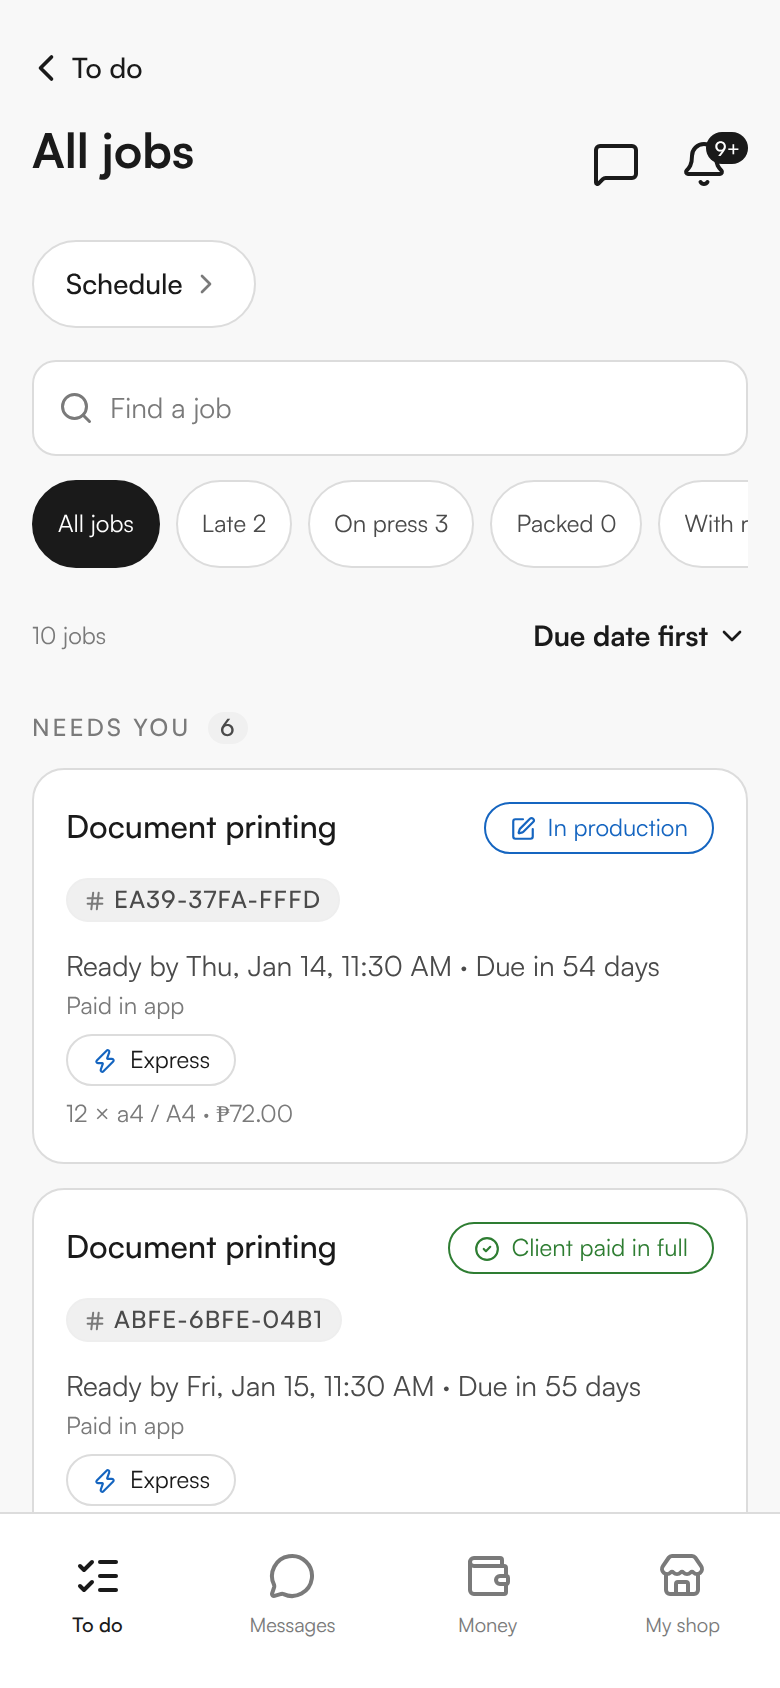 To do
All jobs
9+
Schedule
Find a job
All jobs
Late 2
On press 3
Packed 0
With
10 jobs
Due date first
NEEDS YOU 6
Document printing
In production
# EA39-37FA-FFFD
Ready by Thu, Jan 14, 11:30 AM · Due in 54 days
Paid in app
Express
12 × a4 / A4 · ₱72.00
Document printing
Client paid in full
# ABFE-6BFE-04B1
Ready by Fri, Jan 15, 11:30 AM · Due in 55 days
Paid in app
Express
To do
Messages
Money
My shop